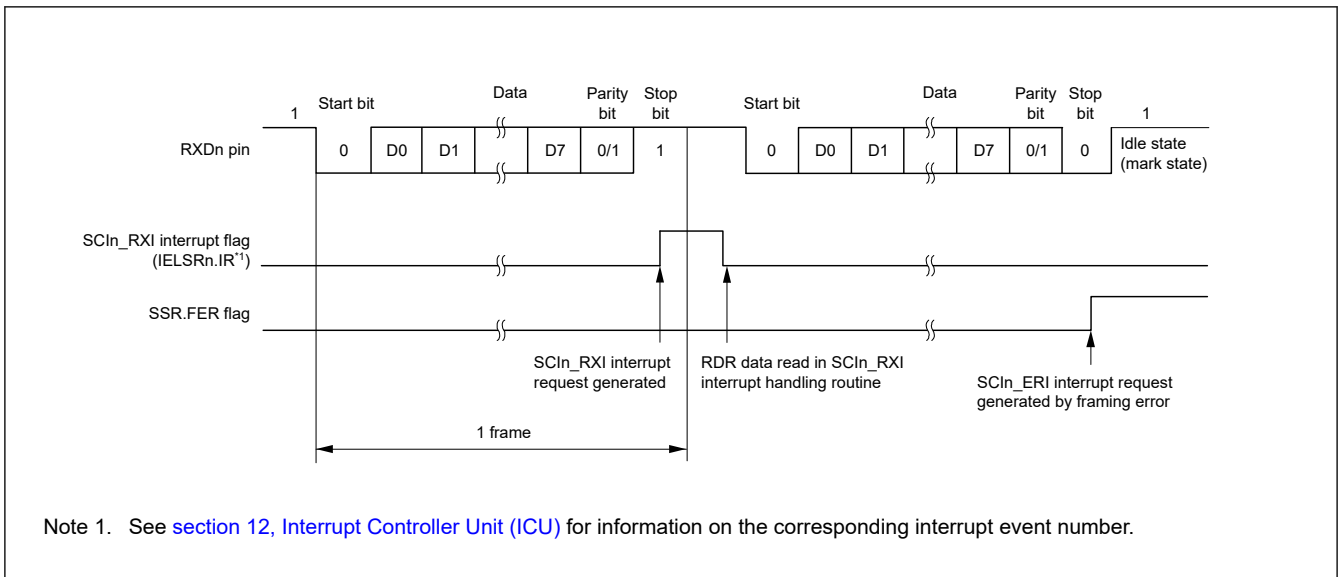 Start bit
Data
Parity bit
Stop bit
Start bit
Data
Parity bit
Stop bit
1
1
RXDn pin
0 D0 D1 D7 0/1 1
0 D0 D1 D7 0/1 0
Idle state
(mark state)
SCIn_RXI interrupt flag
(IELSRn.IR*1)
SSR.FER flag
SCIn_RXI interrupt
request generated
RDR data read in SCIn_RXI
interrupt handling routine
SCIn_ERI interrupt request
generated by framing error
1 frame
Note 1. See section 12, Interrupt Controller Unit (ICU) for information on the corresponding interrupt event number.